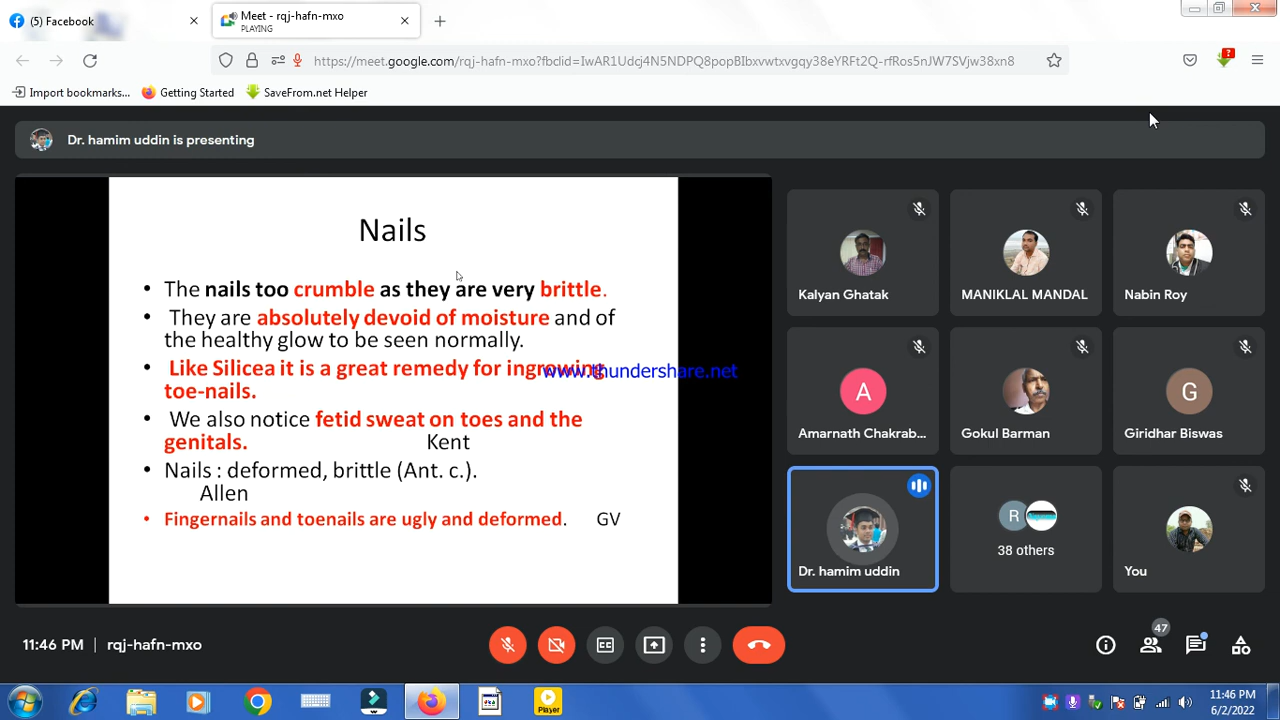 (5) Facebook
Meet - rqj-hafn-mxo
PLAYING
https://meet.google.com/rqj-hafn-mxo?fbclid=IwAR1Udcj4N5NDPQ8popBIbxvwtxvgqy38eYRFt2Q-rfRos5nJW7SVjw38xn8
Import bookmarks...
Getting Started
SaveFrom.net Helper
Dr. hamim uddin is presenting
Nails
• The nails too crumble as they are very brittle.
• They are absolutely devoid of moisture and of
the healthy glow to be seen normally.
• Like Silicea it is a great remedy for ingrowing
www.thundershare.net
toe-nails.
• We also notice fetid sweat on toes and the
genitals. Kent
• Nails : deformed, brittle (Ant. c.).
Allen
• Fingernails and toenails are ugly and deformed. GV
Kalyan Ghatak
MANIKLAL MANDAL
Nabin Roy
A
Amarnath Chakrab...
Gokul Barman
G
Giridhar Biswas
Dr. hamim uddin
R
38 others
You
11:46 PM | rqj-hafn-mxo
CC
47
Player
11:46 PM
6/2/2022